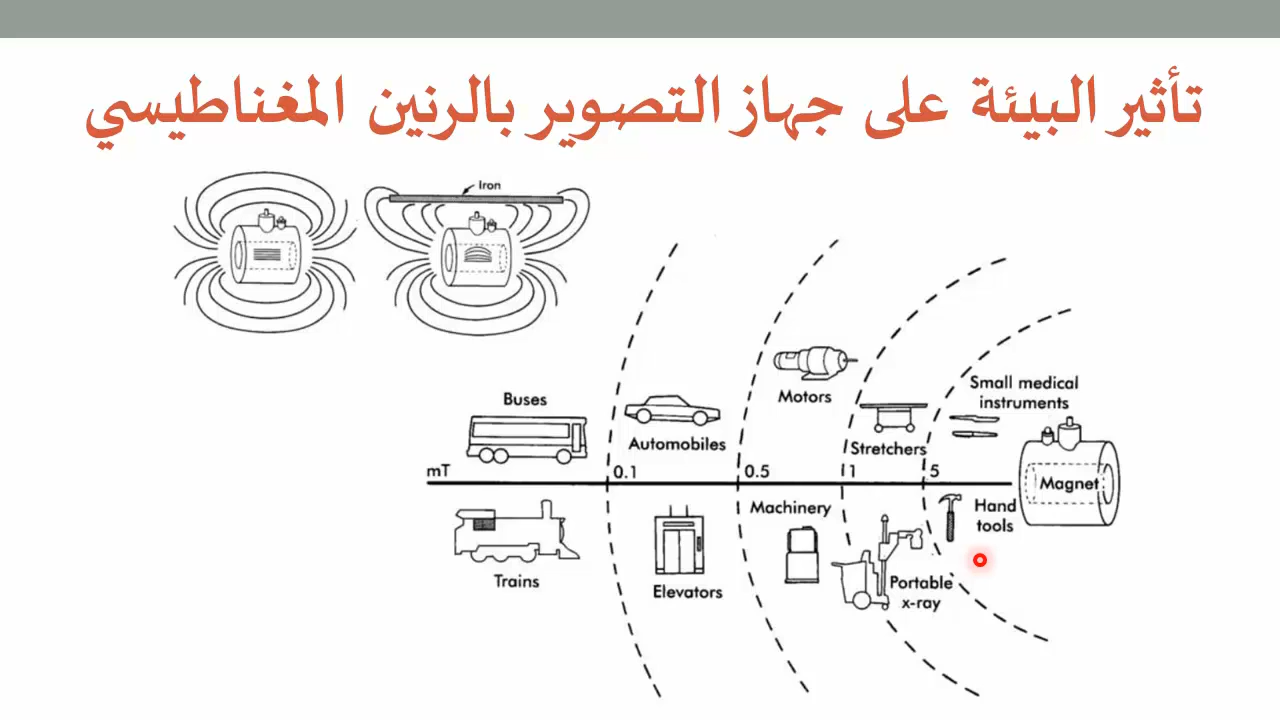 تأثير البيئة على جهاز التصوير بالرنين المغناطيسي
Iron
Small medical
instruments
Motors
Buses
Automobiles
Stretchers
mT
0.1
0.5
1
5
Magnet
Machinery
Hand
tools
Trains
Elevators
Portable
x-ray